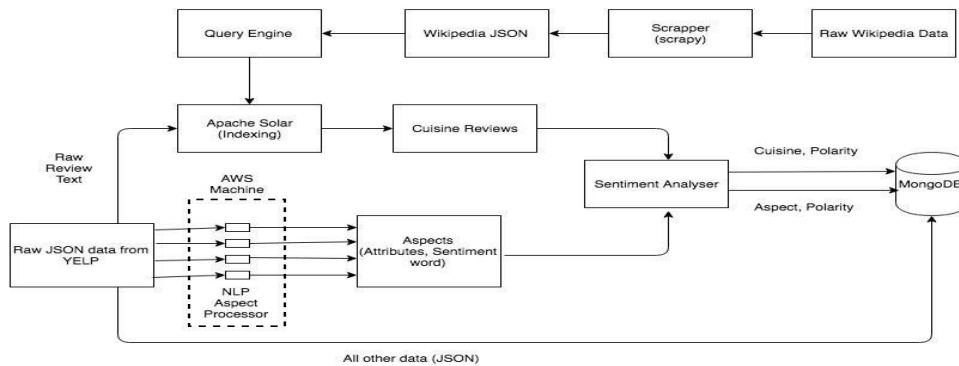 Query Engine
Wikipedia JSON
Scrapper
(scrapy)
Raw Wikipedia Data
Apache Solar
(Indexing)
Cuisine Reviews
Raw
Review
Text
AWS
Machine
Cuisine, Polarity
Sentiment Analyser
MongoDB
Aspect, Polarity
Raw JSON data from
YELP
Aspects
(Attributes, Sentiment
word)
NLP
Aspect
Processor
All other data (JSON)